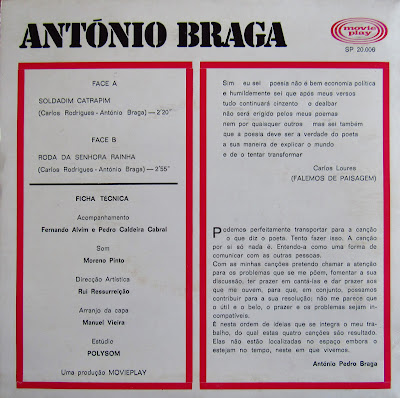 ANTÓNIO BRAGA
movie
play
SP 20.006
FACE A
SOLDADIM CATRAPIM
(Carlos Rodrigues - António Braga) — 2'20"
FACE B
RODA DA SENHORA RAINHA
(Carlos Rodrigues - António Braga) — 2'55"
FICHA TECNICA
Acompanhamento
Fernando Alvim e Pedro Caldeira Cabral
Som
Moreno Pinto
Direcção Artística
Rui Ressurreição
Arranjo da capa
Manuel Vieira
Estúdio
POLYSOM
Uma produção MOVIEPLAY
Sim eu sei poesia não é bem economia política
e humildemente sei que após meus versos
tudo continuará cinzento o dealbar
não será erigido pelos meus poemas
nem por quaisquer outros mas sei também
que a poesia deve ser a verdade do poeta
a sua maneira de explicar o mundo
e de o tentar transformar
Carlos Loures
(FALEMOS DE PAISAGEM)
Podemos perfeitamente transportar para a canção
o que diz o poeta. Tento fazer isso. A canção
por si só nada é. Entendo-a como uma forma de
comunicar com as outras pessoas.
Com as minhas canções pretendo chamar a atenção
para os problemas que se me põem, fomentar a sua
discussão, ter prazer em cantá-las e dar prazer aos
que me ouvem, para que, em conjunto, possamos
contribuir para a sua resolução; não me parece que
o útil e o belo, o prazer e os problemas sejam in-
compatíveis.
É nesta ordem de ideias que se integra o meu tra-
balho, do qual estas quatro canções são resultado.
Elas não estão localizadas no espaço embora o
estejam no tempo, neste em que vivemos.
António Pedro Braga